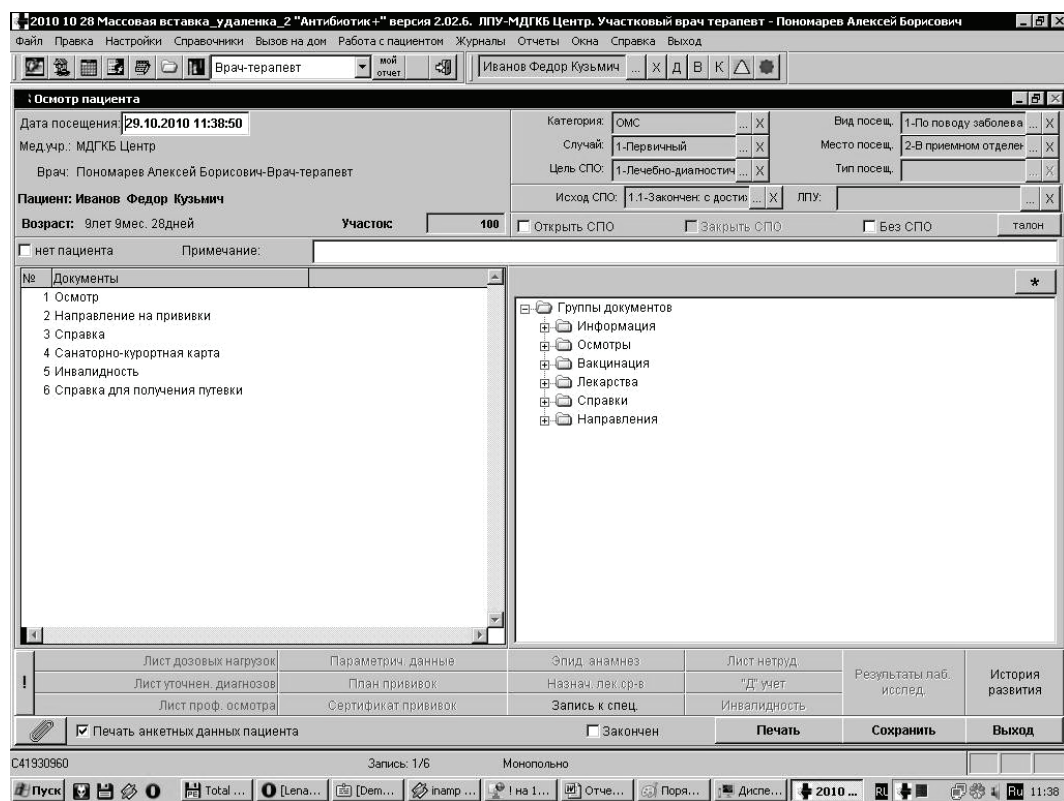 2010 10 28 Массовая вставка_удаленка_2 "Антибиотик+" версия 2.02.6. ЛПУ-МДГКБ Центр. Участковый врач терапевт - Пономарев Алексей Борисович
Файл Правка Настройки Справочники Вызов на дом Работа с пациентом Журналы Отчеты Окна Справка Выход
Врач-терапевт мой отчет Иванов Федор Кузьмич ... X Д В К
Осмотр пациента
Дата посещения: 29.10.2010 11:38:50 Категория: ОМС ... X Вид посещ. 1-По поводу заболева ... X
Мед.учр.: МДГКБ Центр Случай: 1-Первичный ... X Место посещ. 2-В приемном отделен ... X
Врач: Пономарев Алексей Борисович-Врач-терапевт Цель СПО: 1-Лечебно-диагностич ... X Тип посещ. ... X
Пациент: Иванов Федор Кузьмич Исход СПО: 1.1-Закончен: с достиж ... X ЛПУ: ... X
Возраст: 9лет 9мес. 28дней Участок: 100 Открыть СПО Закрыть СПО Без СПО талон
нет пациента Примечание:
№ Документы *
1 Осмотр
2 Направление на прививки
3 Справка
4 Санаторно-курортная карта
5 Инвалидность
6 Справка для получения путевки
Группы документов
Информация
Осмотры
Вакцинация
Лекарства
Справки
Направления
Лист дозовых нагрузок Параметрич. данные Эпид. анамнез Лист нетруд. Результаты лаб. исслед. История развития
! Лист уточнен. диагнозов План прививок Назнач. лек.ср-в "Д" учет
Лист проф. осмотра Сертификат прививок Запись к спец. Инвалидность
Печать анкетных данных пациента Закончен Печать Сохранить Выход
C41930960 Запись: 1/6 Монопольно
Пуск Total ... [Lena... [Dem... inamp ... ! на 1... Отче... Поря... Диспе... 2010 ... RU Ru 11:38